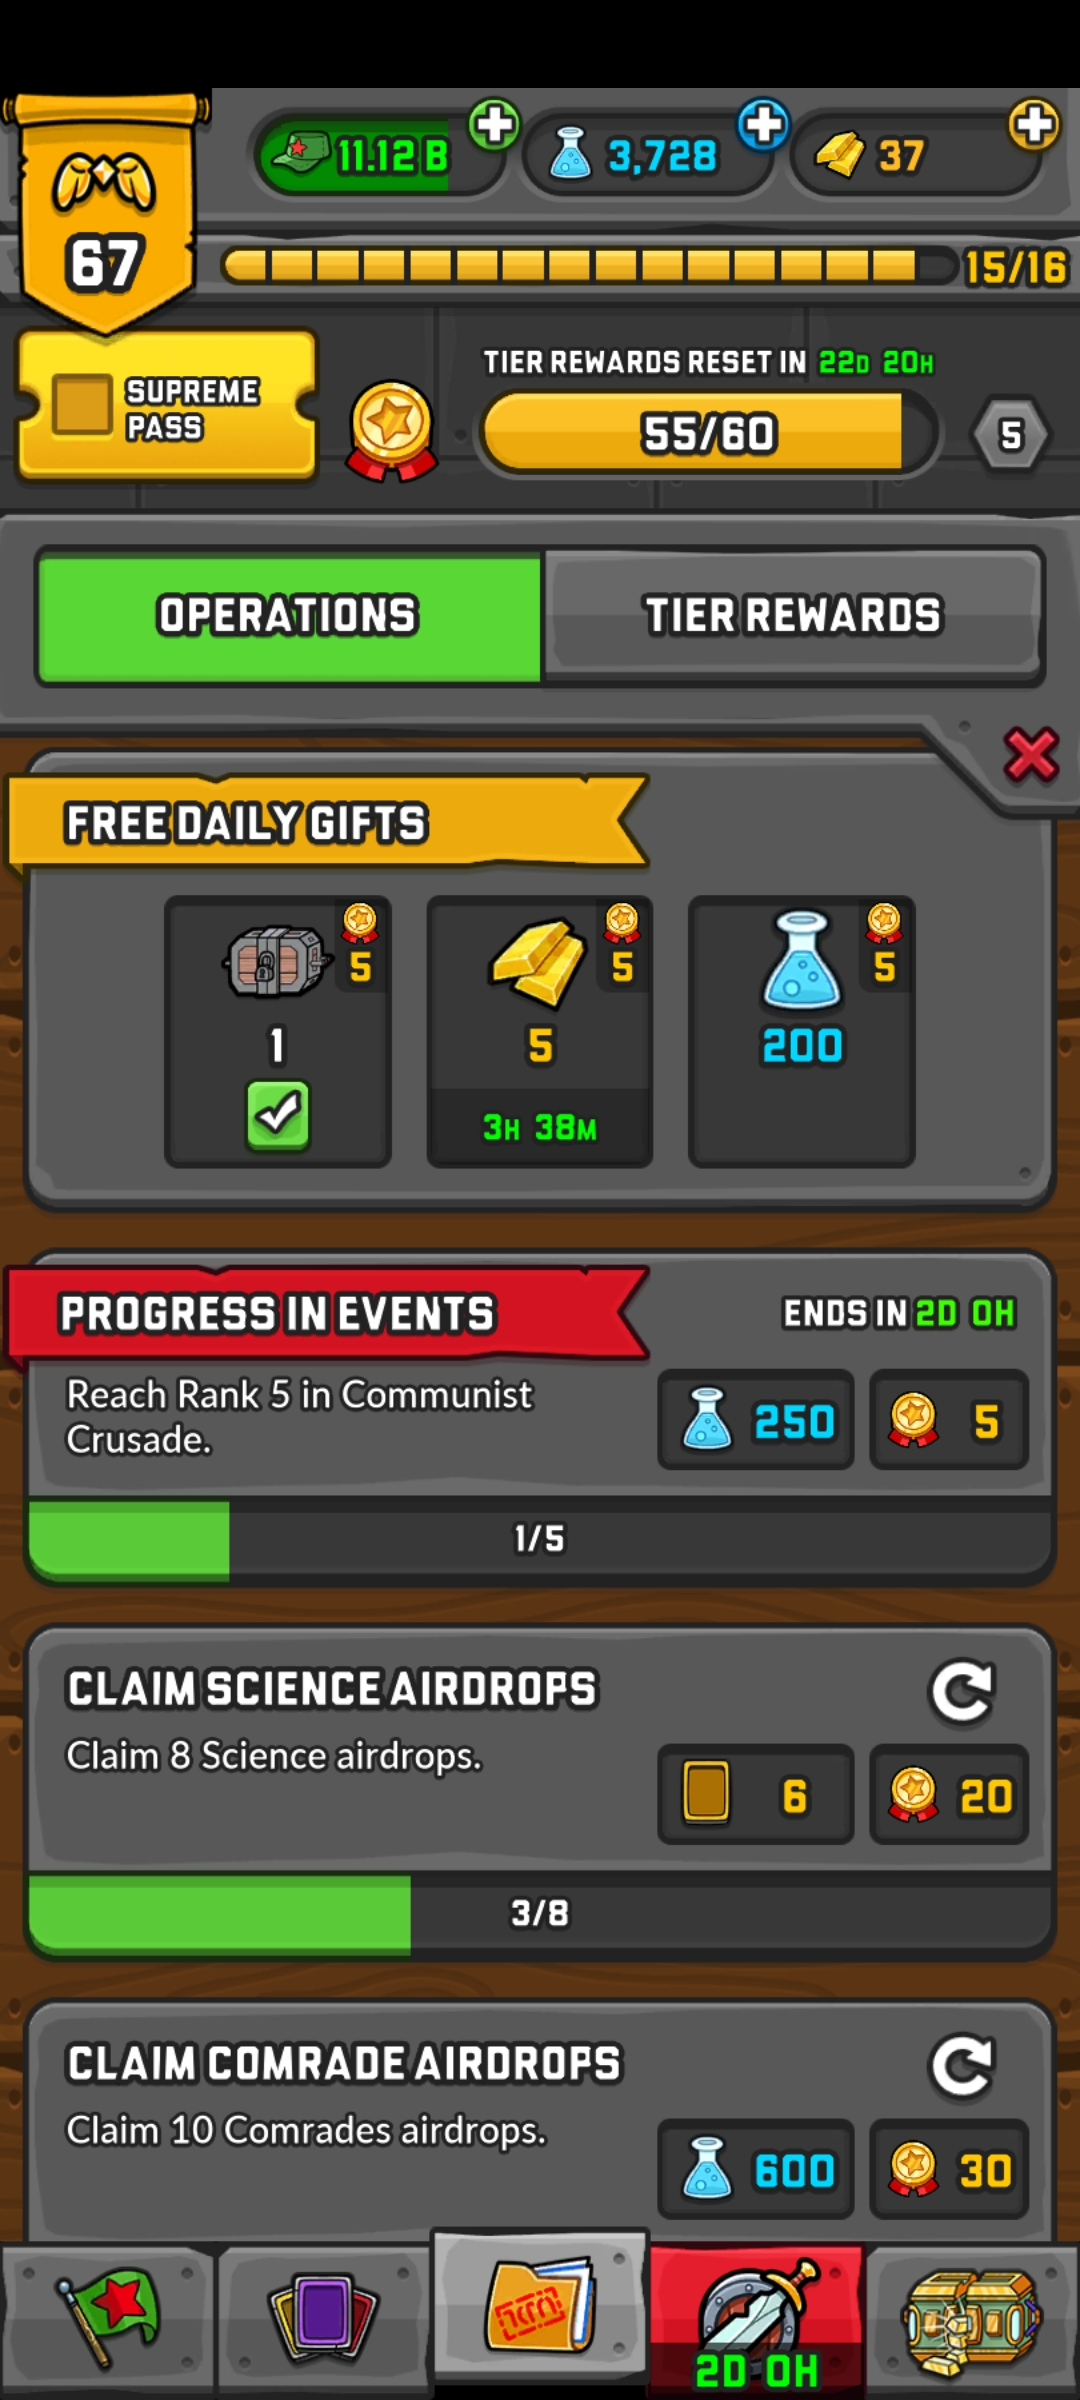 11.12 B
3,728
37
67
15/16
SUPREME
PASS
TIER REWARDS RESET IN 22D 20H
55/60
5
OPERATIONS
TIER REWARDS
FREE DAILY GIFTS
5
5
5
1
5
200
3H 38M
PROGRESS IN EVENTS
ENDS IN 2D 0H
Reach Rank 5 in Communist
Crusade.
250
5
1/5
CLAIM SCIENCE AIRDROPS
Claim 8 Science airdrops.
6
20
3/8
CLAIM COMRADE AIRDROPS
Claim 10 Comrades airdrops.
600
30
2D 0H